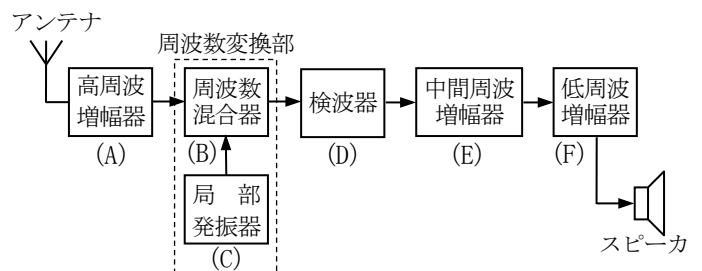 アンテナ
周波数変換部
高周波
増幅器
(A)
周波数
混合器
(B)
局　部
発振器
(C)
検波器
(D)
中間周波
増幅器
(E)
低周波
増幅器
(F)
スピーカ